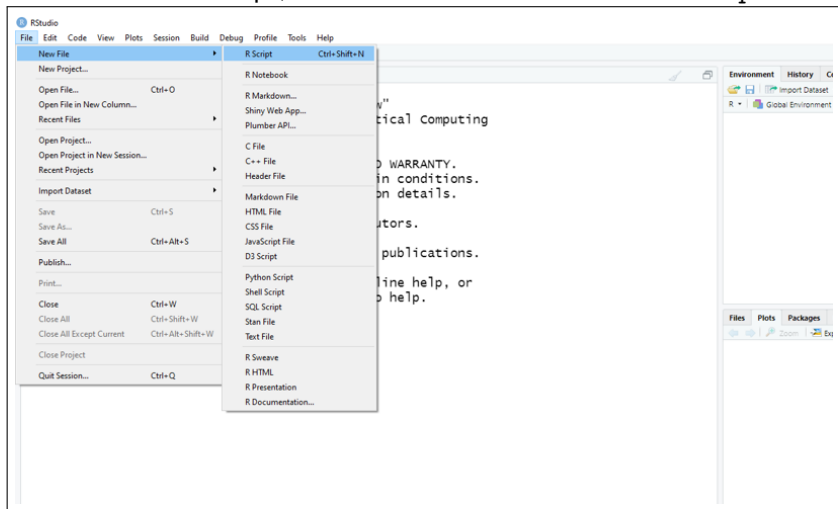 RStudio
File Edit Code View Plots Session Build Debug Profile Tools Help
New File
New Project...
Open File... Ctrl+O
Open File in New Column...
Recent Files
Open Project...
Open Project in New Session...
Recent Projects
Import Dataset
Save Ctrl+S
Save As...
Save All Ctrl+Alt+S
Publish...
Print...
Close Ctrl+W
Close All Ctrl+Shift+W
Close All Except Current Ctrl+Alt+Shift+W
Close Project
Quit Session... Ctrl+Q
R Script Ctrl+Shift+N
R Notebook
R Markdown...
Shiny Web App...
Plumber API...
C File
C++ File
Header File
Markdown File
HTML File
CSS File
JavaScript File
D3 Script
Python Script
Shell Script
SQL Script
Stan File
Text File
R Sweave
R HTML
R Presentation
R Documentation...
tical Computing
WARRANTY.
in conditions.
on details.
utors.
publications.
line help, or
help.
Environment History
Import Dataset
R Global Environment
Files Plots Packages
Zoom